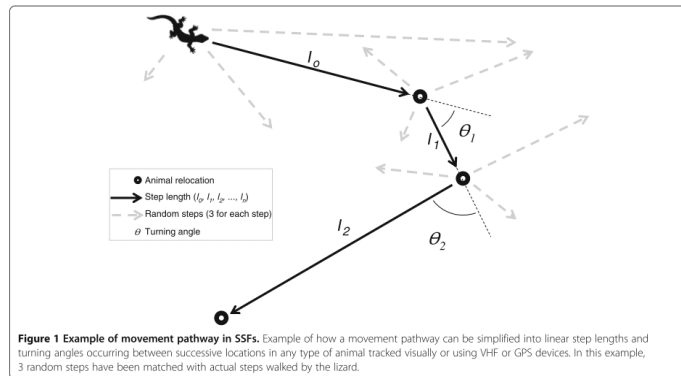 lo
θ1
l1
Animal relocation
Step length (l0, l1, l2, ..., ln)
Random steps (3 for each step)
θ Turning angle
l2
θ2
Figure 1 Example of movement pathway in SSFs. Example of how a movement pathway can be simplified into linear step lengths and
turning angles occurring between successive locations in any type of animal tracked visually or using VHF or GPS devices. In this example,
3 random steps have been matched with actual steps walked by the lizard.